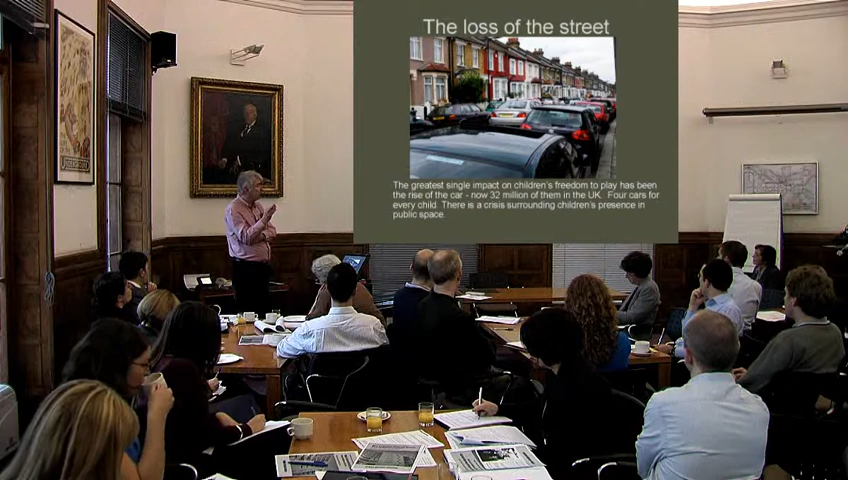 The loss of the street
The greatest single impact on children's freedom to play has been
the rise of the car - now 32 million of them in the UK. Four cars for
every child. There is a crisis surrounding children's presence in
public space.